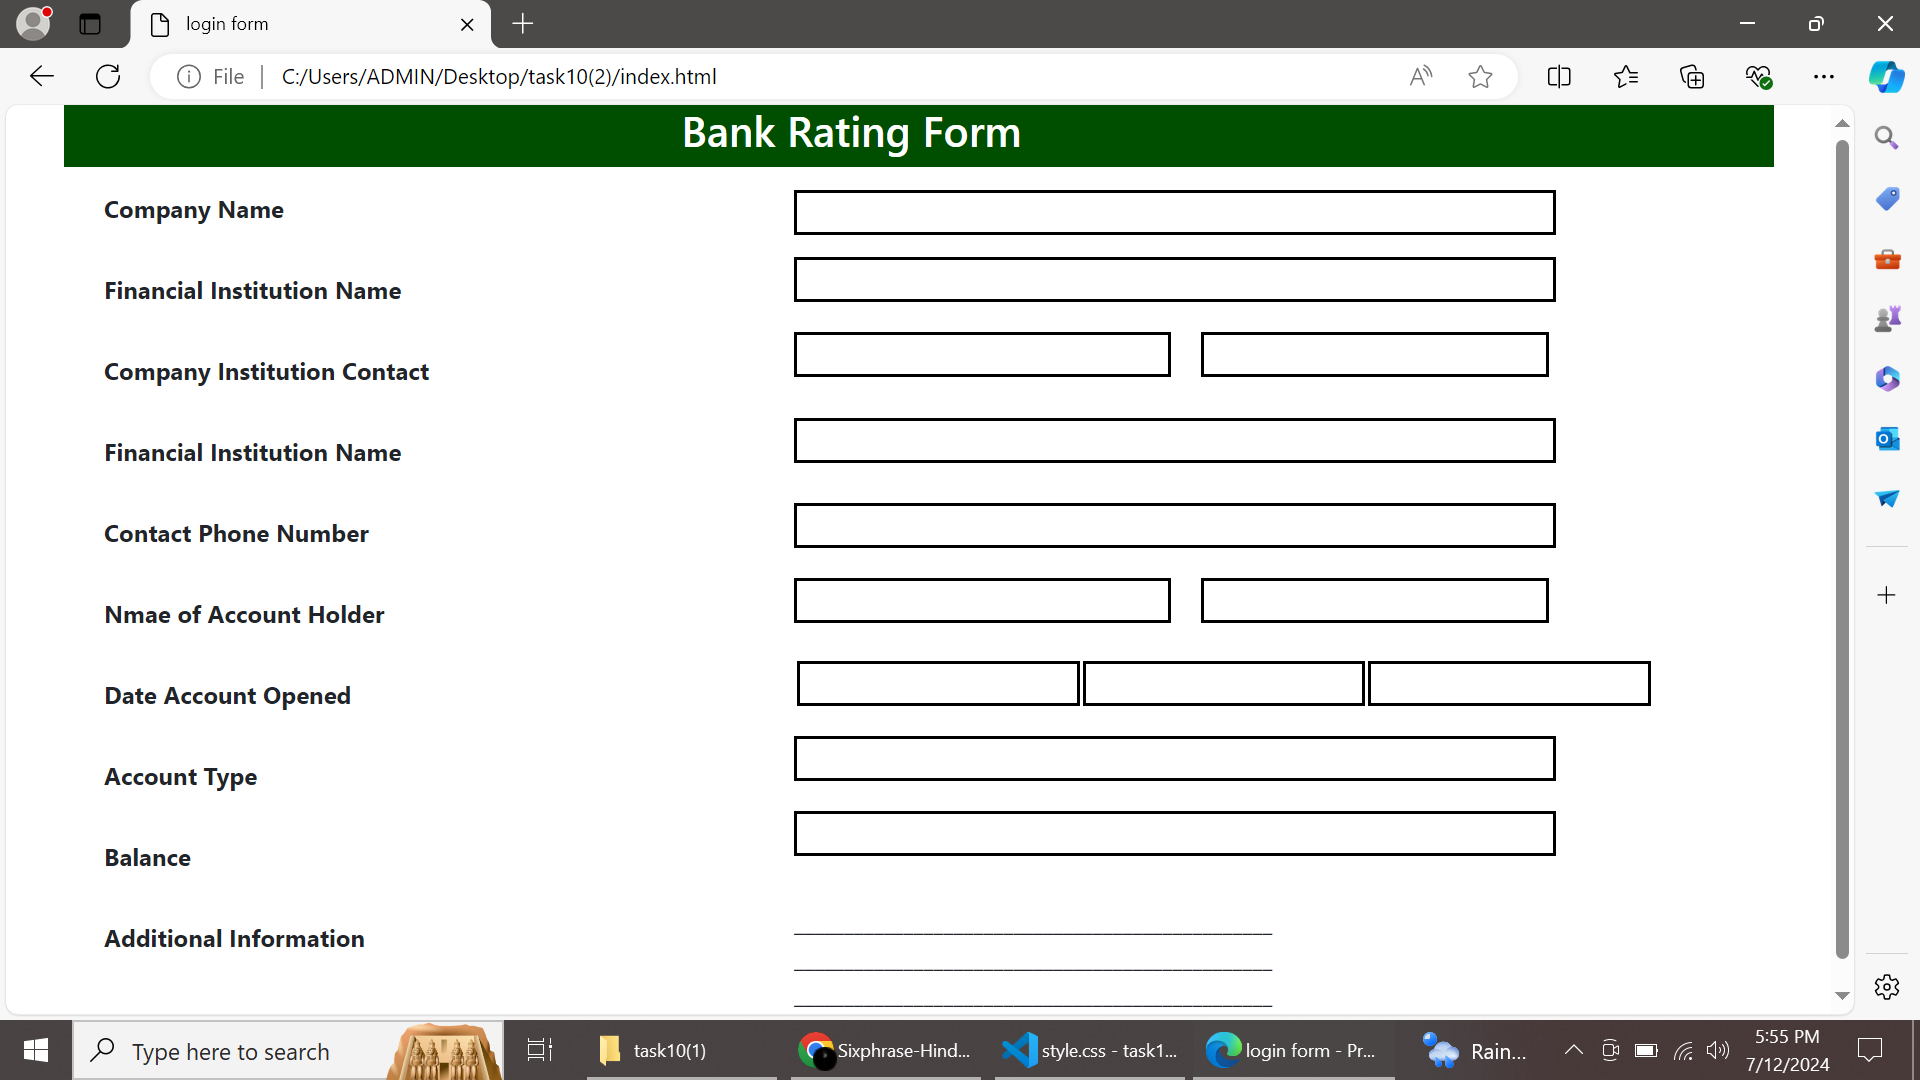 login form
File
C:/Users/ADMIN/Desktop/task10(2)/index.html
Bank Rating Form
Company Name
Financial Institution Name
Company Institution Contact
Financial Institution Name
Contact Phone Number
Nmae of Account Holder
Date Account Opened
Account Type
Balance
Additional Information
Type here to search
task10(1)
Sixphrase-Hind...
style.css - task1...
login form - Pr...
Rain...
5:55 PM
7/12/2024